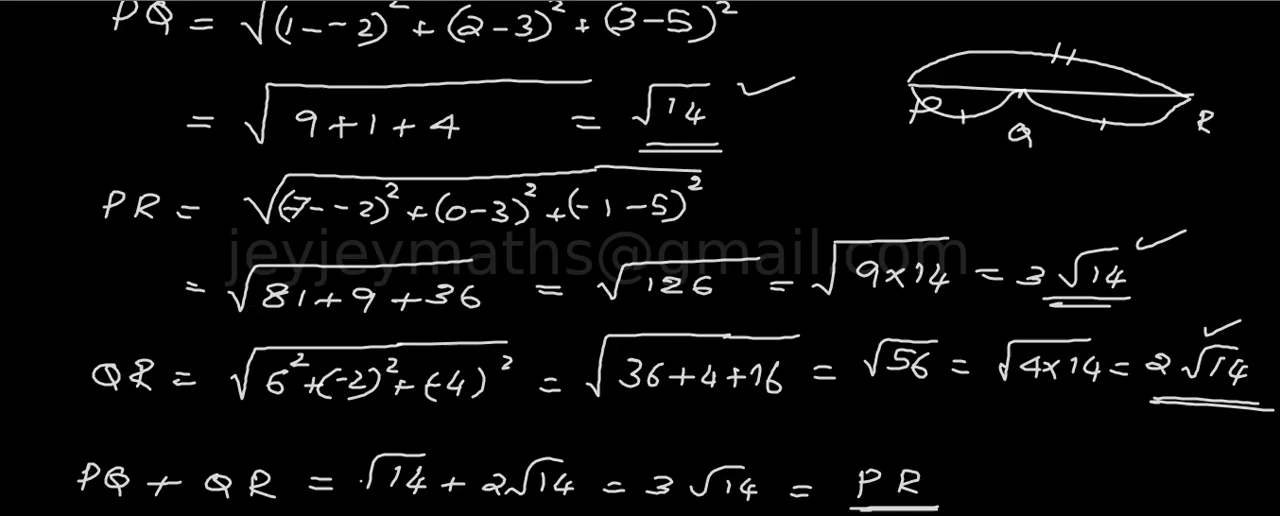 PQ = √(1--2)² + (2-3)² + (3-5)²
= √9+1+4 = √14 ✓
P Q R
PR = √(-7--2)² + (0-3)² + (-1-5)²
jeyjeymaths@gmail.com
= √81+9+36 = √126 = √9×14 = 3√14 ✓
QR = √6²+(-2)²+(-4)² = √36+4+16 = √56 = √4×14 = 2√14 ✓
PQ + QR = √14 + 2√14 = 3√14 = PR